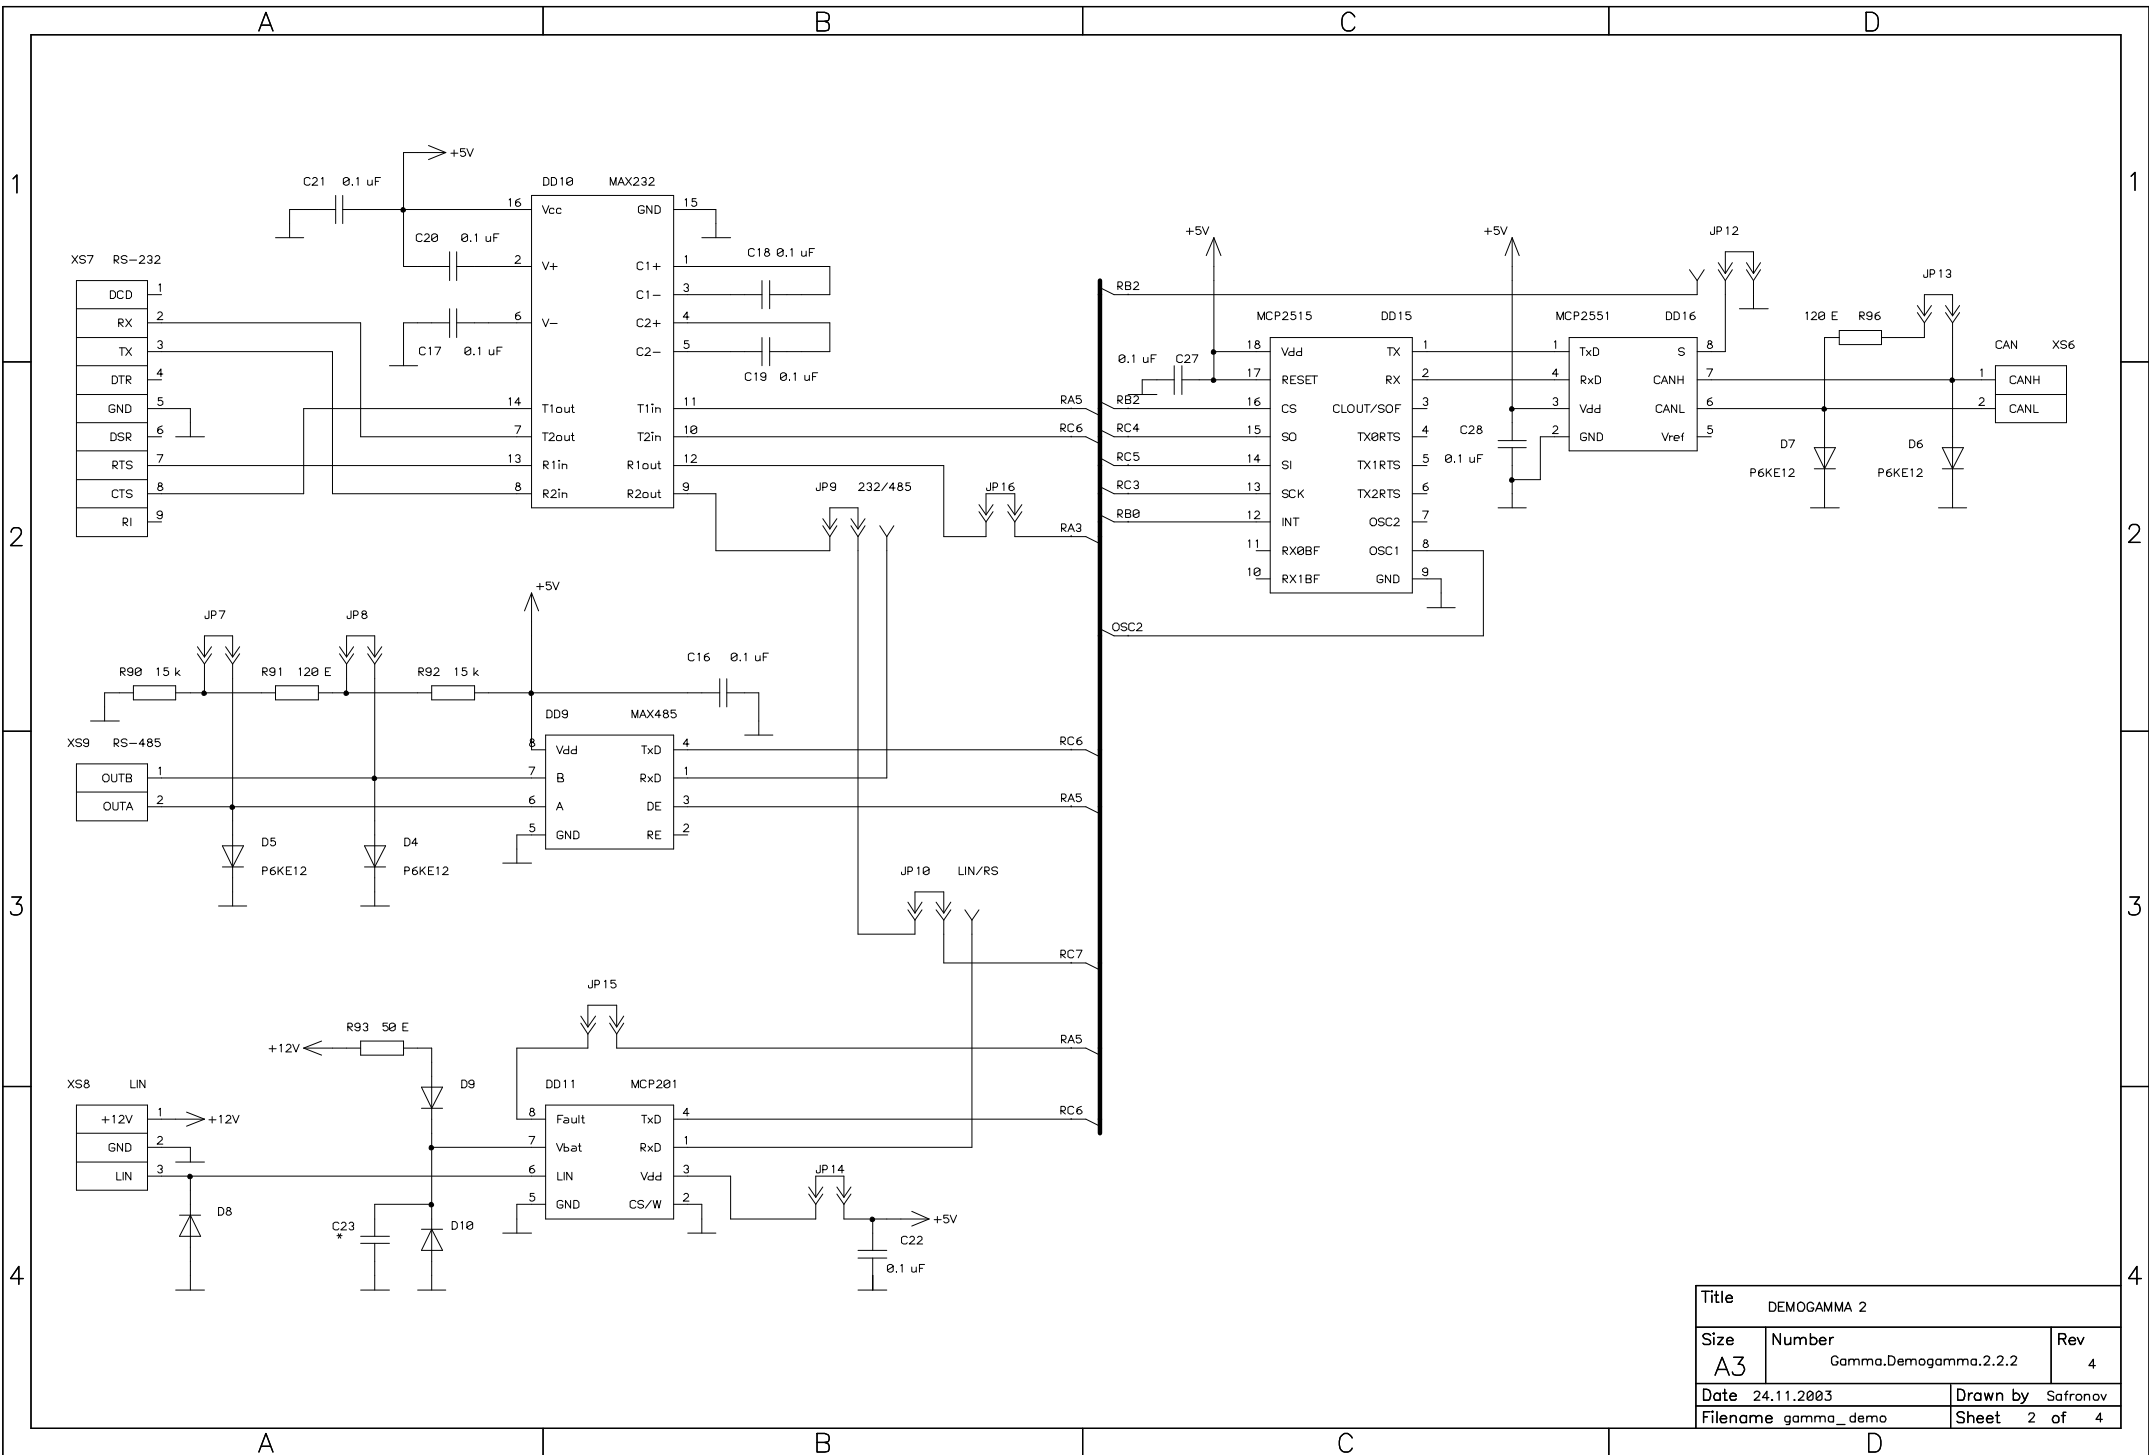 A B C D
1 1
2 2
3 3
4 4
+5V
C21 0.1 uF
DD10 MAX232
16 Vcc GND 15
C20 0.1 uF
2 V+ C1+ 1
C18 0.1 uF
C1- 3
6 V- C2+ 4
C17 0.1 uF
C2- 5
C19 0.1 uF
14 T1out T1in 11 RA5
7 T2out T2in 10 RC6
13 R1in R1out 12
8 R2in R2out 9
XS7 RS-232
DCD 1
RX 2
TX 3
DTR 4
GND 5
DSR 6
RTS 7
CTS 8
RI 9
JP9 232/485
JP16
RA3
+5V
JP7
JP8
R90 15 k
R91 120 E
R92 15 k
C16 0.1 uF
DD9 MAX485
8 Vdd TxD 4 RC6
7 B RxD 1
6 A DE 3 RA5
5 GND RE 2
XS9 RS-485
OUTB 1
OUTA 2
D5
P6KE12
D4
P6KE12
JP10 LIN/RS
RC7
JP15
RA5
R93 50 E
+12V
D9
XS8 LIN
+12V 1 +12V
GND 2
LIN 3
DD11 MCP201
8 Fault TxD 4 RC6
7 Vbat RxD 1
6 LIN Vdd 3
5 GND CS/W 2
JP14
+5V
C22
0.1 uF
D8
C23
*
D10
+5V
+5V
JP12
JP13
RB2
MCP2515 DD15
18 Vdd TX 1
17 RESET RX 2
RB2 16 CS CLOUT/SOF 3
RC4 15 SO TX0RTS 4
RC5 14 SI TX1RTS 5
RC3 13 SCK TX2RTS 6
RB0 12 INT OSC2 7
11 RX0BF OSC1 8
10 RX1BF GND 9
0.1 uF C27
OSC2
C28
0.1 uF
MCP2551 DD16
1 TxD S 8
4 RxD CANH 7
3 Vdd CANL 6
2 GND Vref 5
120 E R96
CAN XS6
1 CANH
2 CANL
D7
P6KE12
D6
P6KE12
Title DEMOGAMMA 2
Size Number Rev
A3 Gamma.Demogamma.2.2.2 4
Date 24.11.2003 Drawn by Safronov
Filename gamma_demo Sheet 2 of 4
A B C D